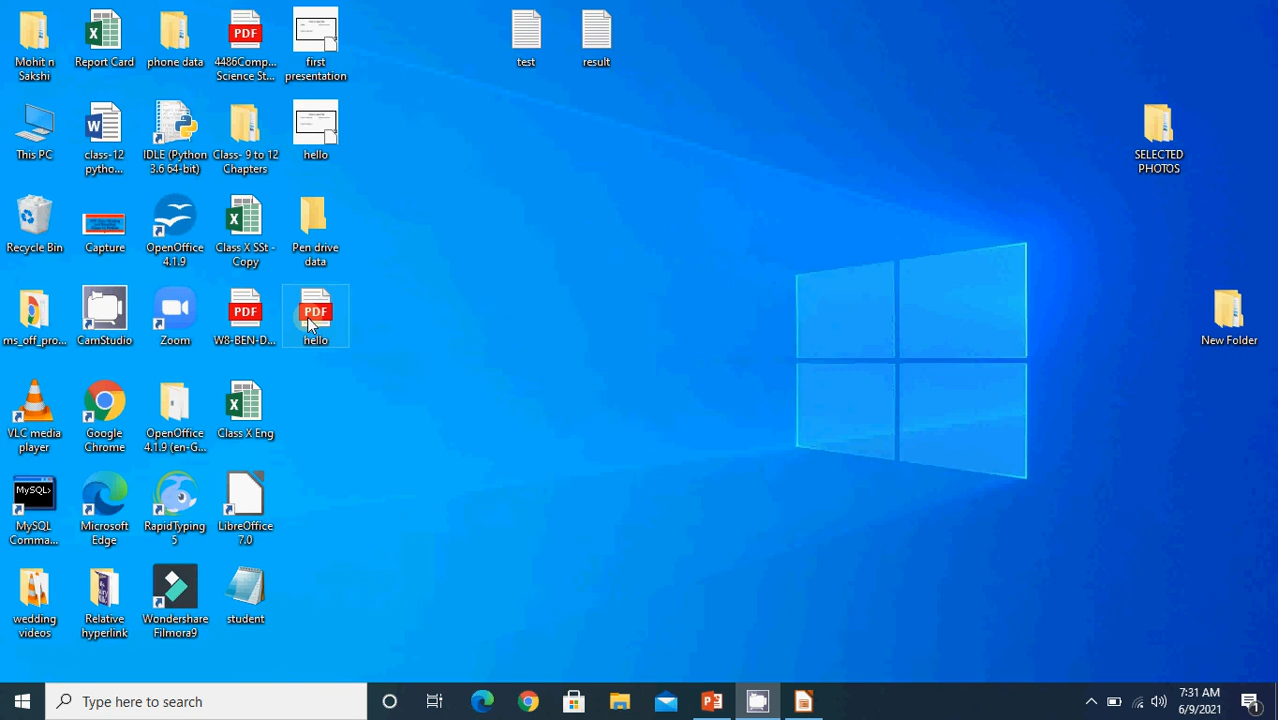 Mohit n
Sakshi
Report Card
phone data
PDF
4486Comp...
Science St...
first
presentation
test
result
This PC
W
class-12
pytho...
IDLE (Python
3.6 64-bit)
Class- 9 to 12
Chapters
hello
SELECTED
PHOTOS
Recycle Bin
Capture
OpenOffice
4.1.9
Class X SSt -
Copy
Pen drive
data
ms_off_pro...
CamStudio
Zoom
PDF
W8-BEN-D...
PDF
hello
New Folder
VLC media
player
Google
Chrome
OpenOffice
4.1.9 (en-G...
Class X Eng
MySQL>
MySQL
Comma...
Microsoft
Edge
RapidTyping
5
LibreOffice
7.0
wedding
videos
Relative
hyperlink
Wondershare
Filmora9
student
Type here to search
7:31 AM
6/9/2021
1